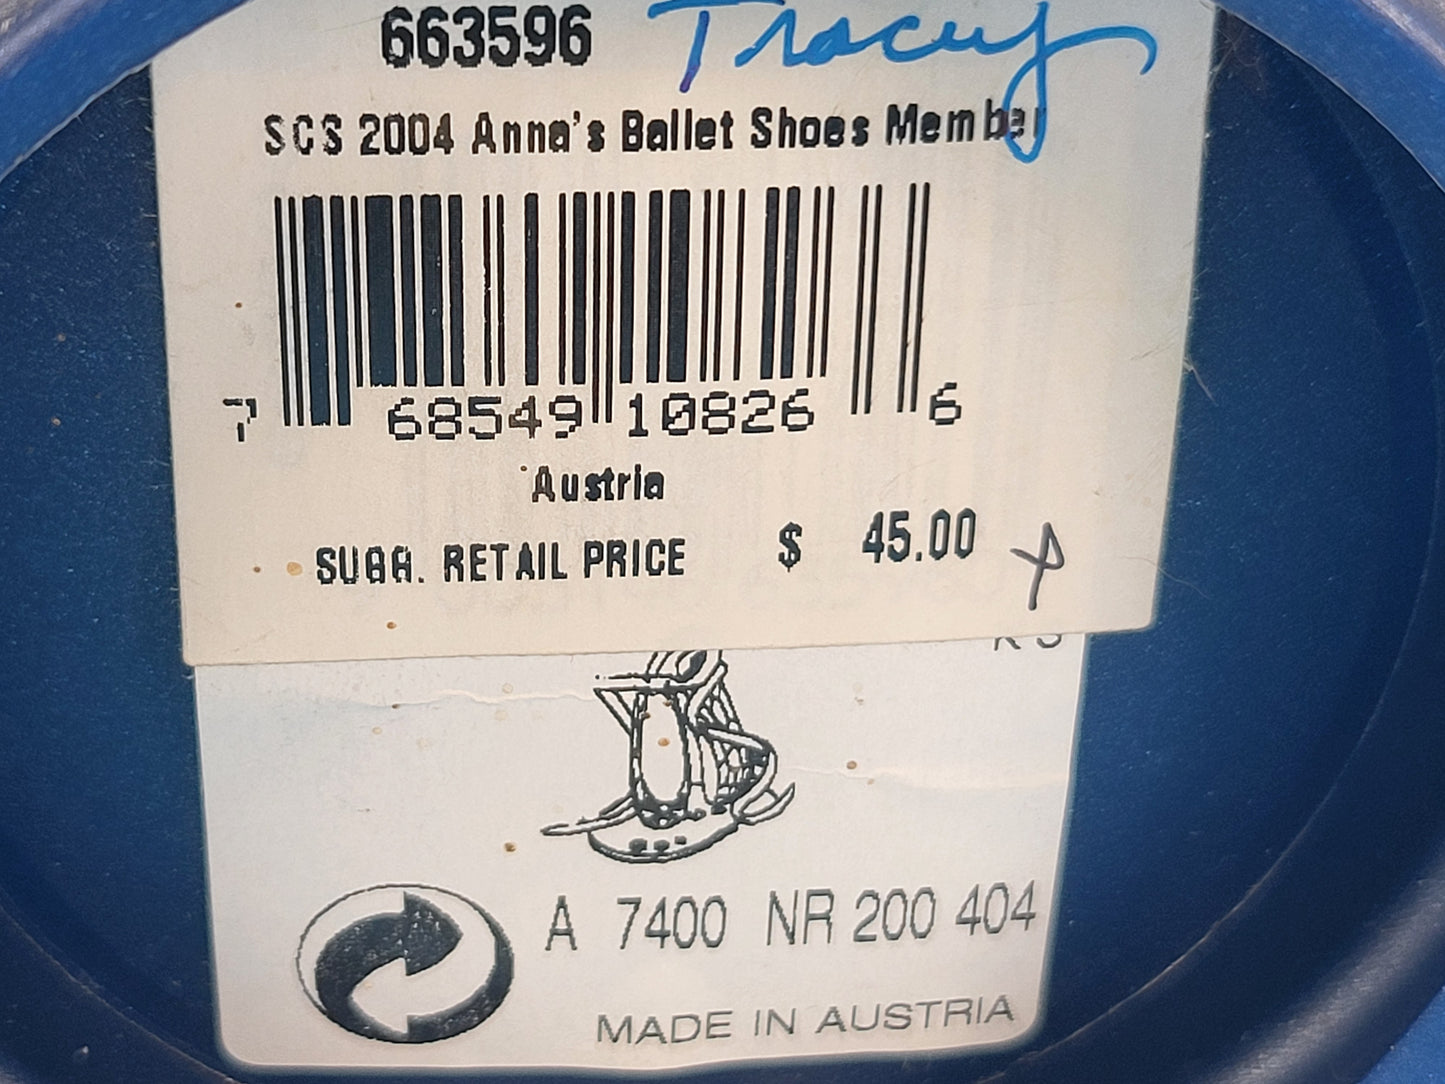 663596 Tracey
SCS 2004 Anna's Ballet Shoes Member
7 68549 10826 6
Austria
SUGG. RETAIL PRICE $ 45.00
A 7400 NR 200 404
MADE IN AUSTRIA